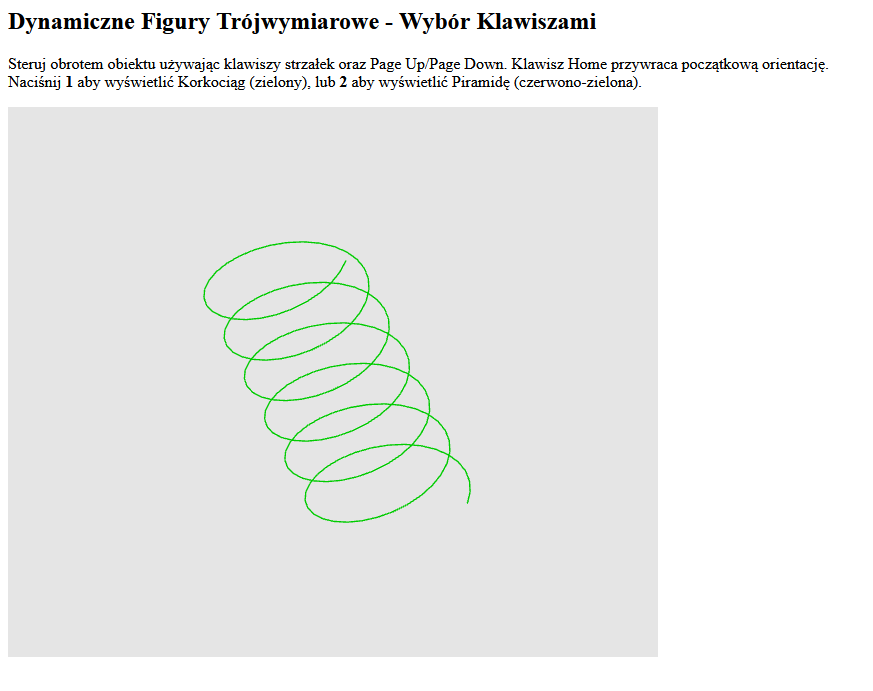 Dynamiczne Figury Trójwymiarowe - Wybór Klawiszami
Steruj obrotem obiektu używając klawiszy strzałek oraz Page Up/Page Down. Klawisz Home przywraca początkową orientację.
Naciśnij 1 aby wyświetlić Korkociąg (zielony), lub 2 aby wyświetlić Piramidę (czerwono-zielona).